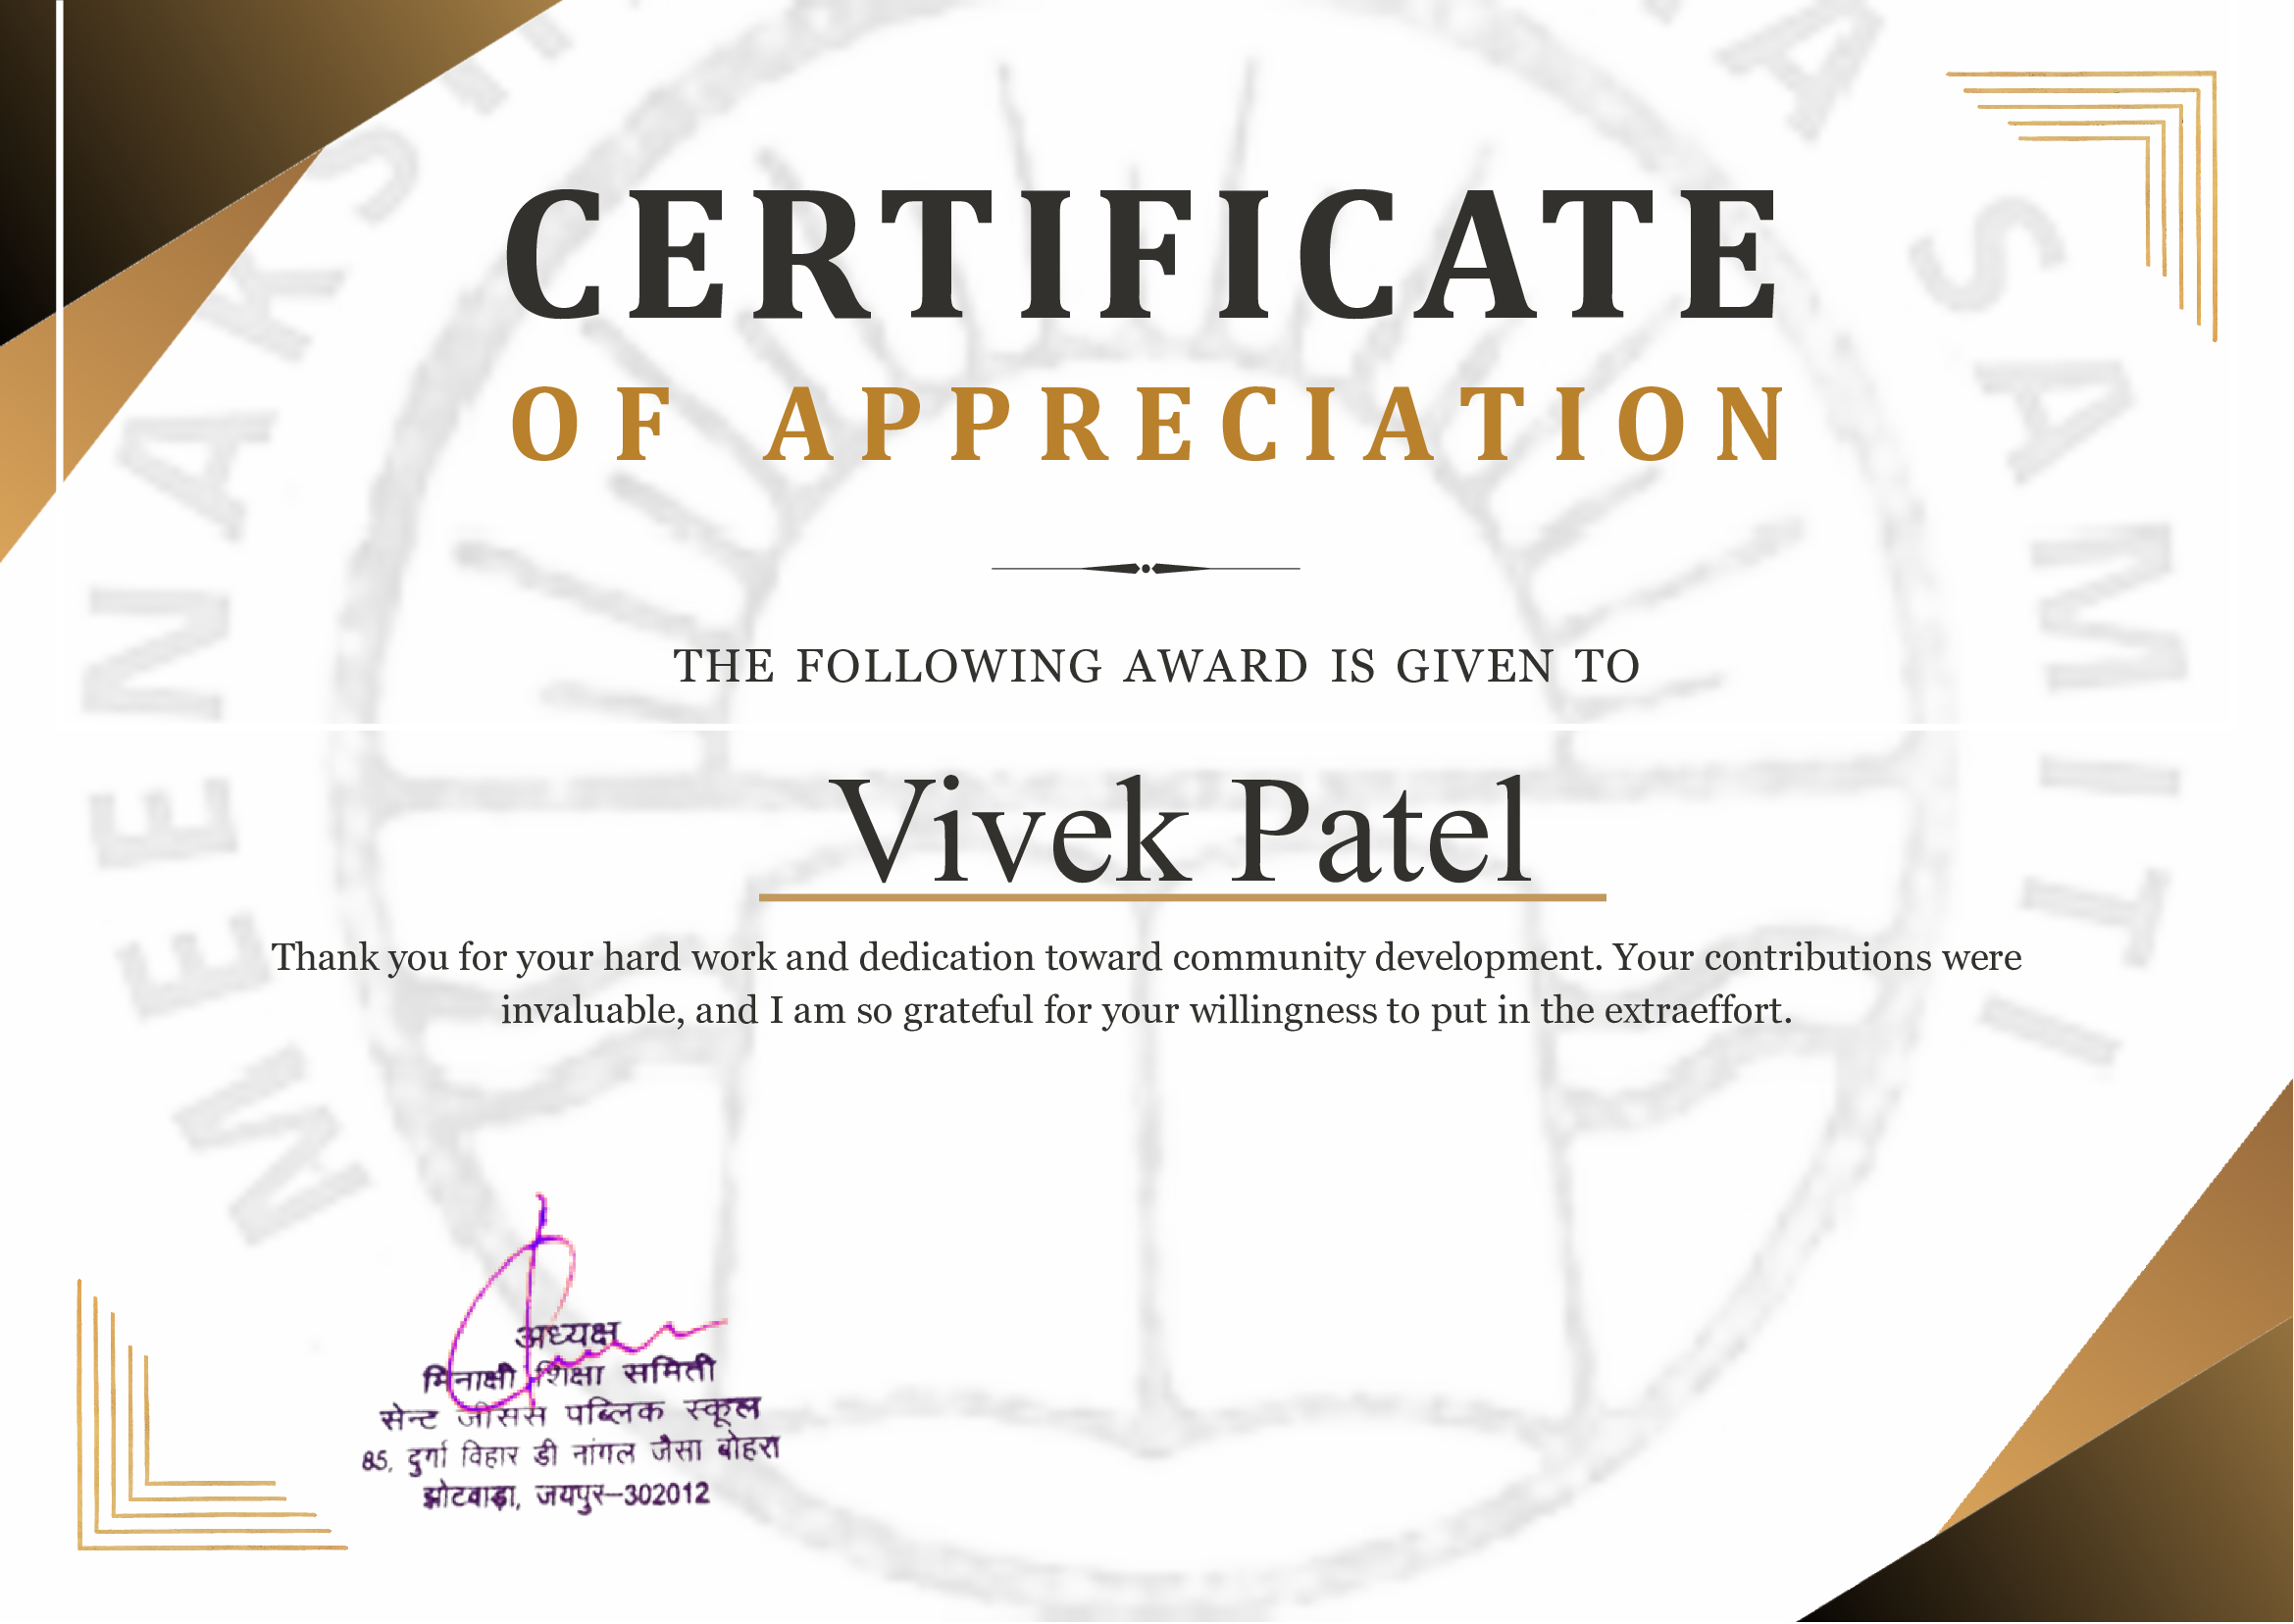 CERTIFICATE
OF APPRECIATION
THE FOLLOWING AWARD IS GIVEN TO
Vivek Patel
Thank you for your hard work and dedication toward community development. Your contributions were
invaluable, and I am so grateful for your willingness to put in the extraeffort.
अध्यक्ष
मिनाक्षी शिक्षा समिती
सेन्ट जीसस पब्लिक स्कूल
85, दुर्गा विहार डी नांगल जैसा बोहरा
झोटवाड़ा, जयपुर-302012
SAMITI